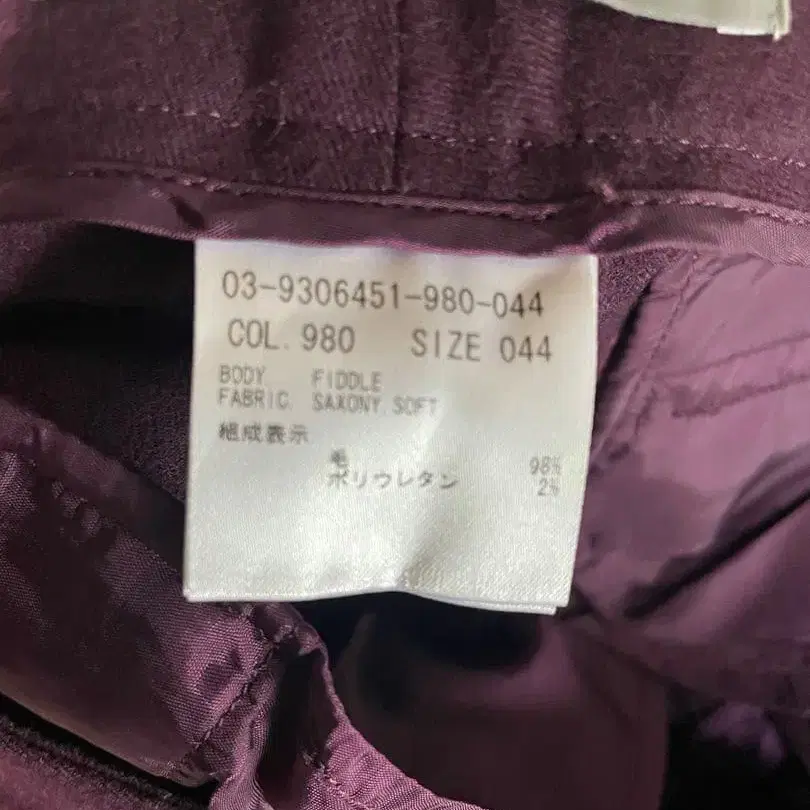 03-9306451-980-044
COL. 980 SIZE 044
BODY FIDDLE
FABRIC SAXONY.SOFT
組成表示
毛 98%
ポリウレタン 2%